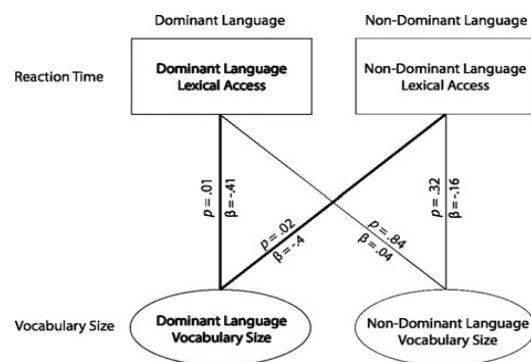 Dominant Language
Non-Dominant Language
Reaction Time
Dominant Language
Lexical Access
Non-Dominant Language
Lexical Access
p = .01
β = -.41
p = .02
β = -.4
p = .84
β = .04
p = .32
β = -.16
Vocabulary Size
Dominant Language
Vocabulary Size
Non-Dominant Language
Vocabulary Size